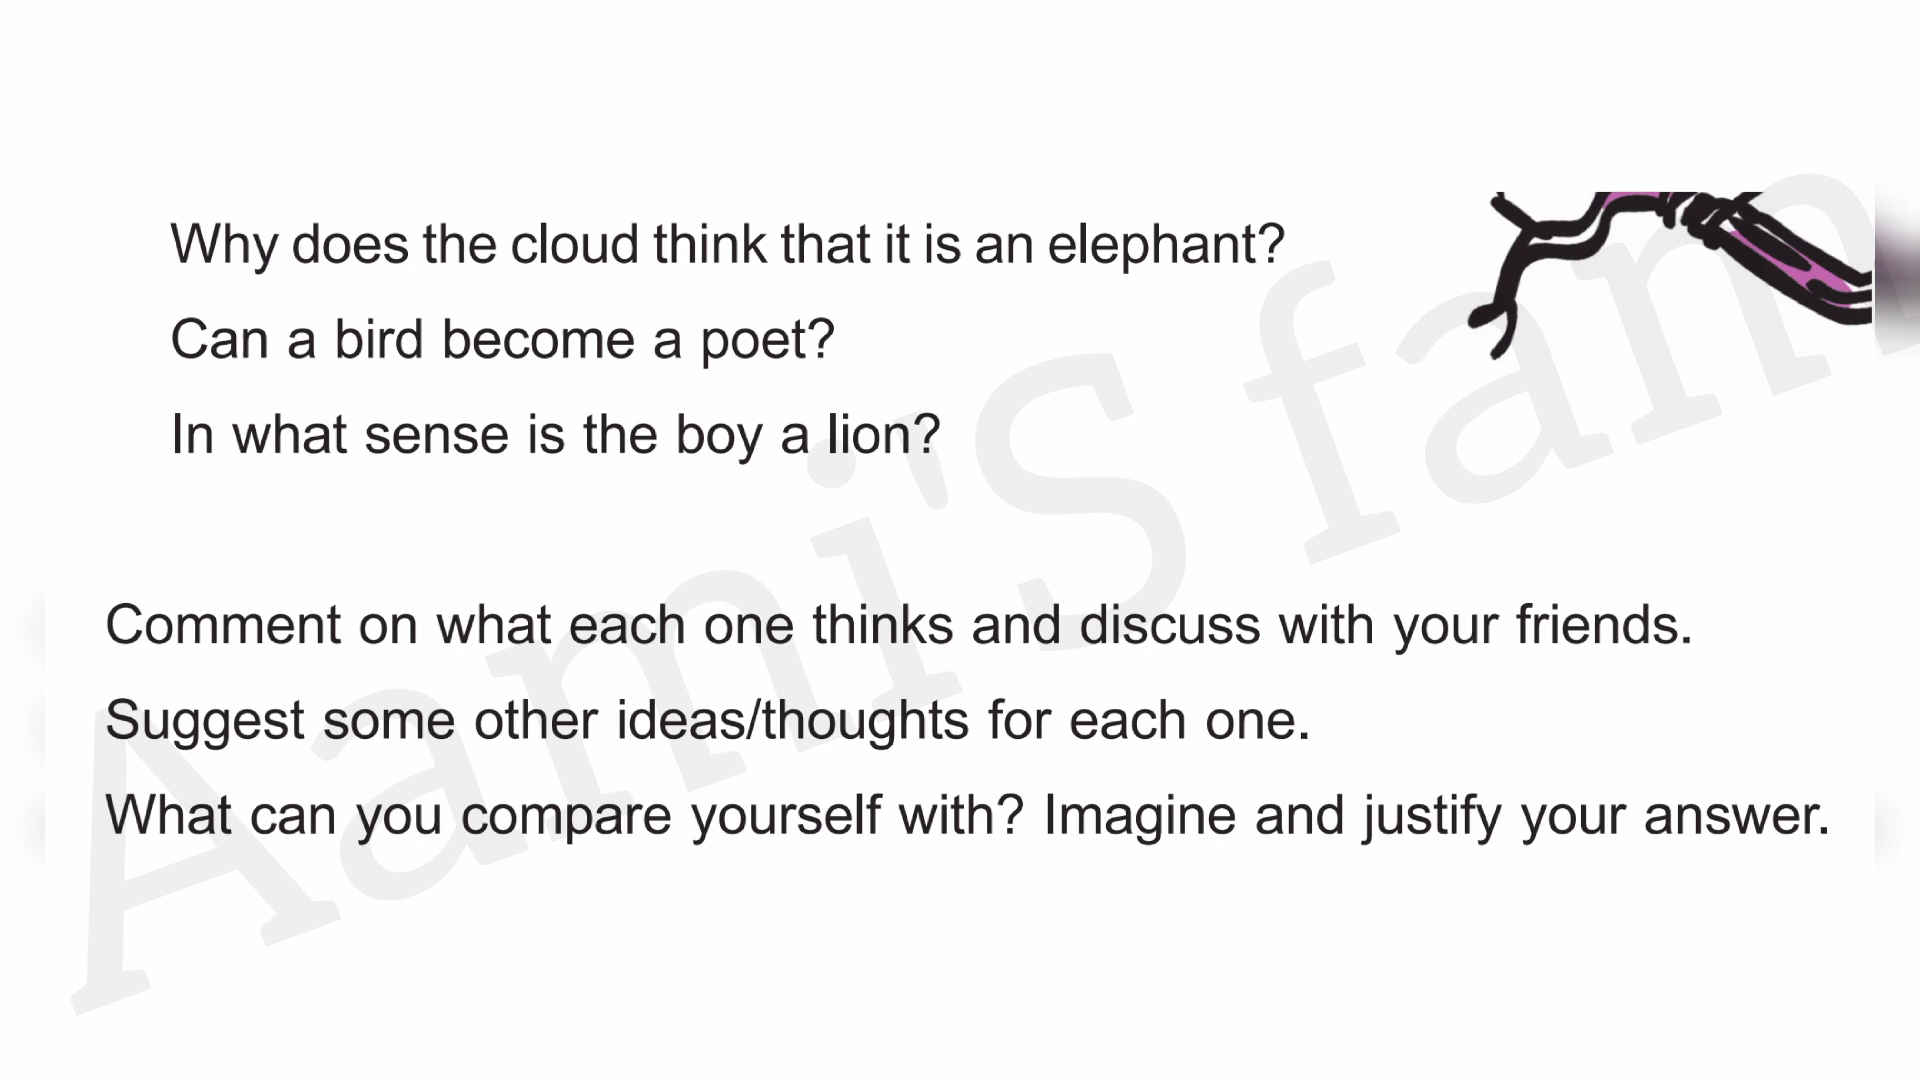 Why does the cloud think that it is an elephant?
Can a bird become a poet?
In what sense is the boy a lion?
Comment on what each one thinks and discuss with your friends.
Suggest some other ideas/thoughts for each one.
What can you compare yourself with? Imagine and justify your answer.
Aami'S fam